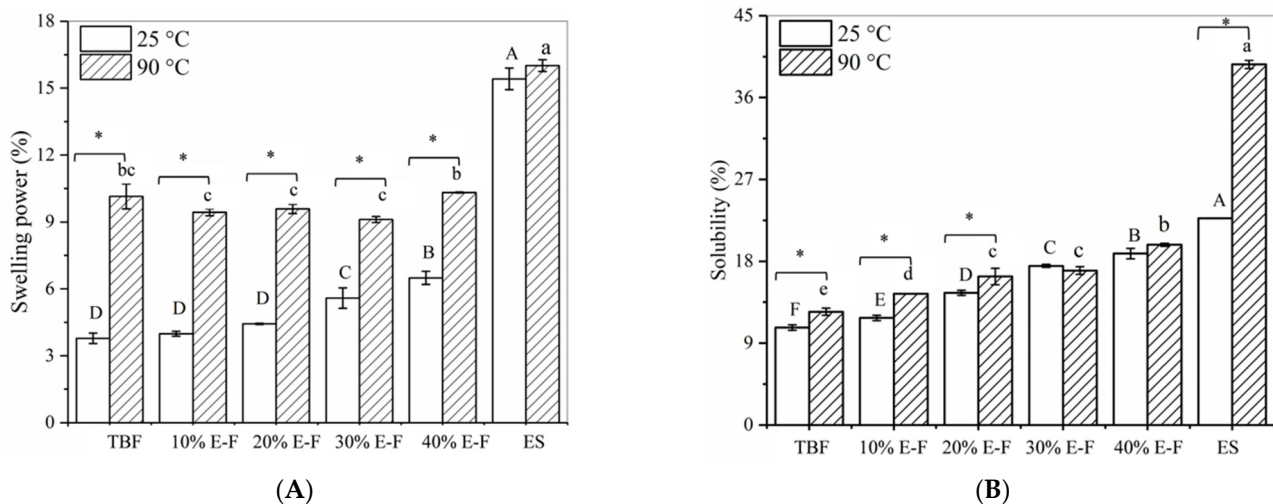 18
15
12
9
6
3
0
Swelling power (%)
25 °C
90 °C
*
*
*
*
*
D
bc
D
c
D
c
C
c
B
b
A
a
TBF 10% E-F 20% E-F 30% E-F 40% E-F ES
(A)
45
36
27
18
9
0
Solubility (%)
25 °C
90 °C
*
*
*
*
F
e
E
d
D
c
C
c
B
b
A
a
TBF 10% E-F 20% E-F 30% E-F 40% E-F ES
(B)